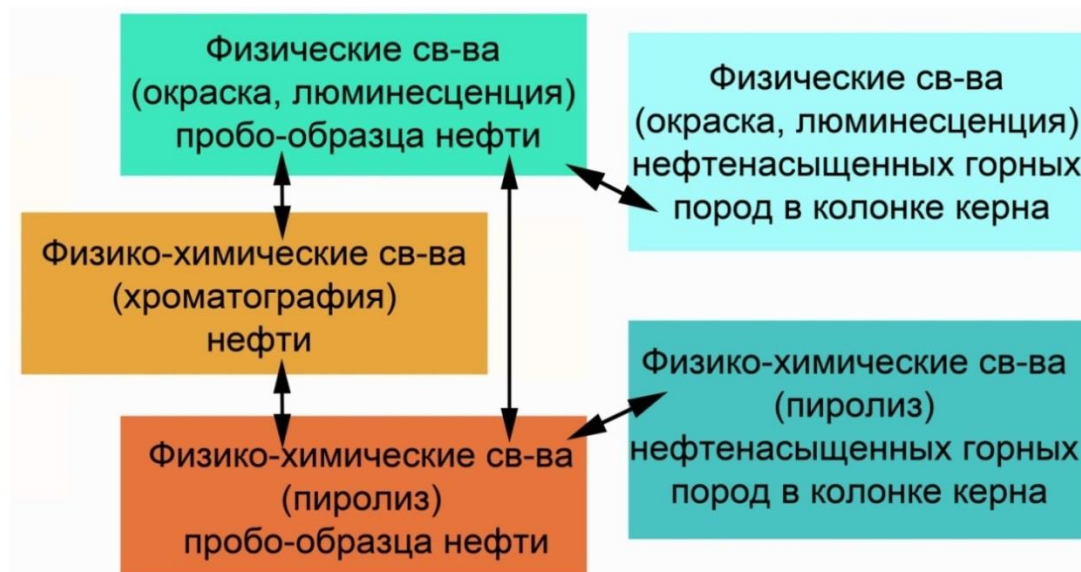 Физические св-ва
(окраска, люминесценция)
пробо-образца нефти
Физические св-ва
(окраска, люминесценция)
нефтенасыщенных горных
пород в колонке керна
Физико-химические св-ва
(хроматография)
нефти
Физико-химические св-ва
(пиролиз)
нефтенасыщенных горных
пород в колонке керна
Физико-химические св-ва
(пиролиз)
пробо-образца нефти